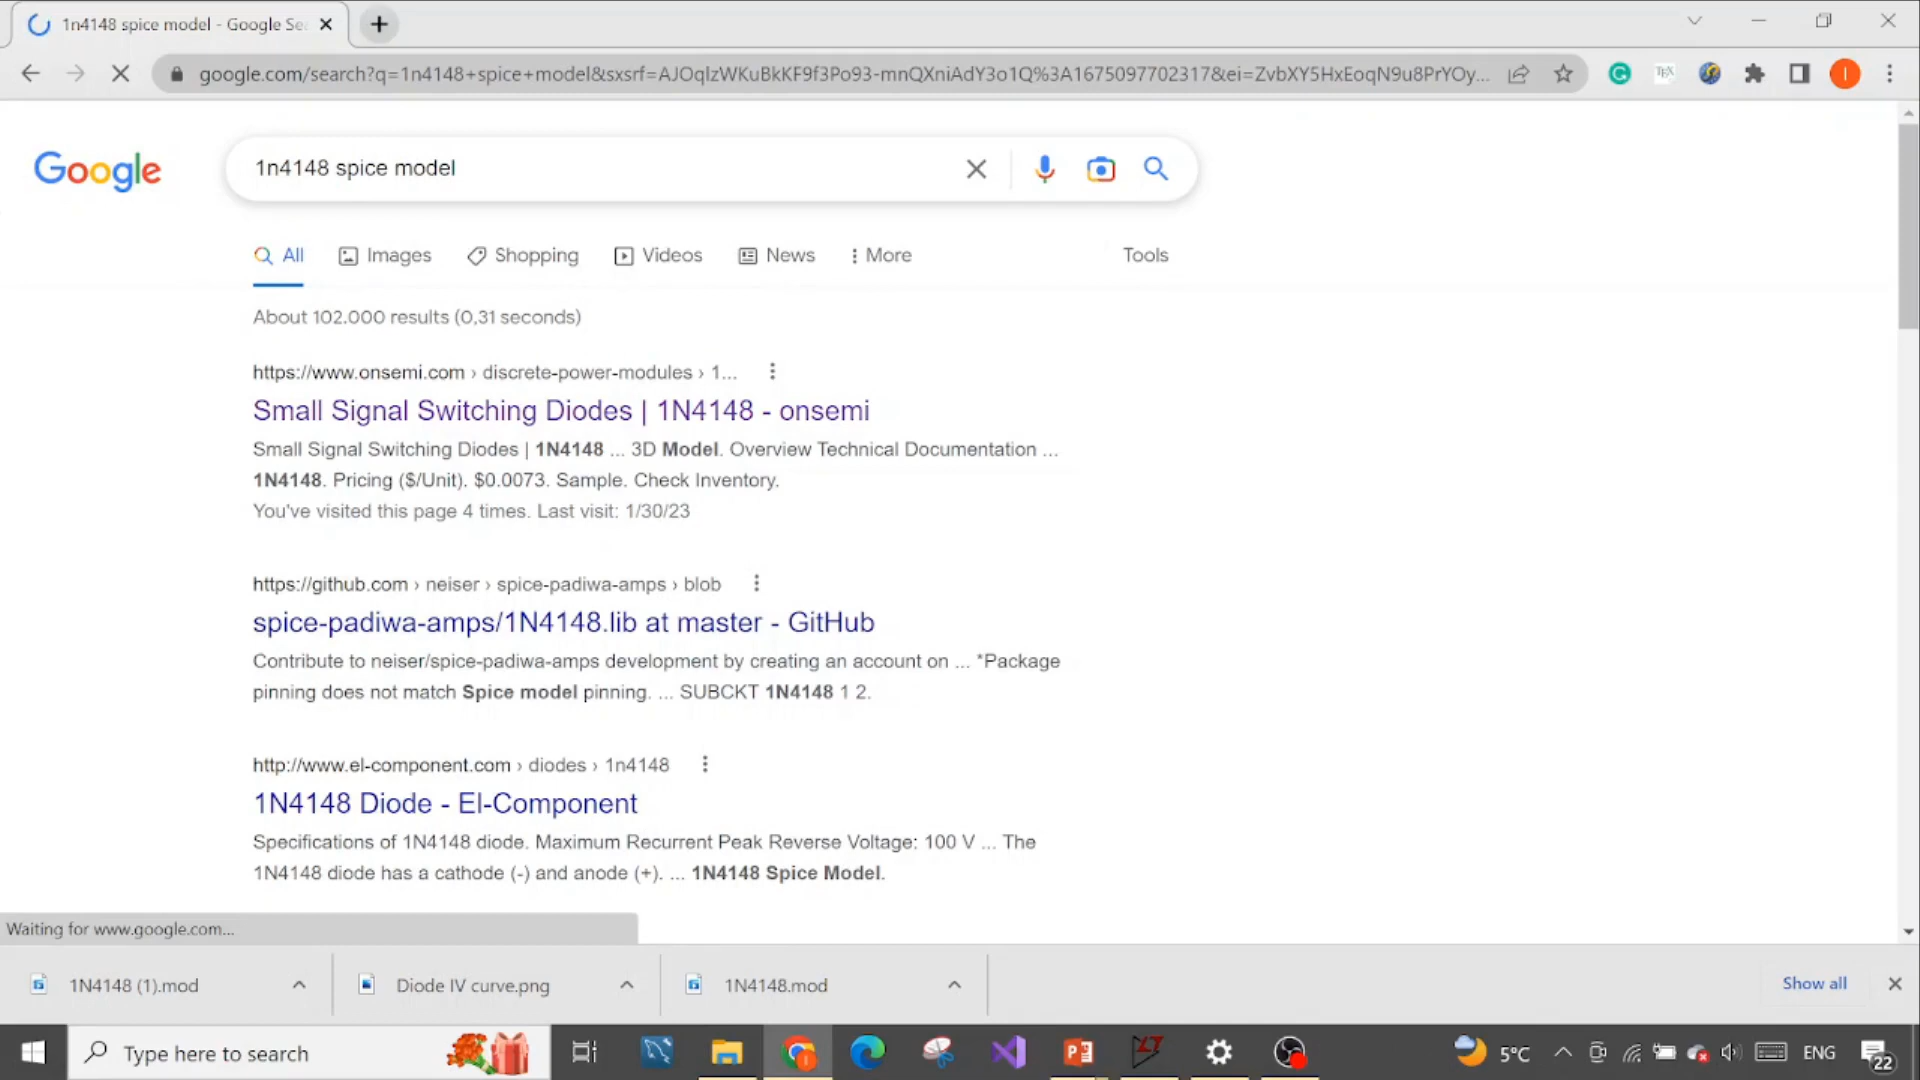 1n4148 spice model - Google Sea
google.com/search?q=1n4148+spice+model&sxsrf=AJOqlzWKuBkKF9f3Po93-mnQXniAdY3o1Q%3A1675097702317&ei=ZvbXY5HxEoqN9u8PrYOy...
Google
1n4148 spice model
All
Images
Shopping
Videos
News
More
Tools
About 102.000 results (0,31 seconds)
https://www.onsemi.com › discrete-power-modules › 1...
Small Signal Switching Diodes | 1N4148 - onsemi
Small Signal Switching Diodes | 1N4148 ... 3D Model. Overview Technical Documentation ...
1N4148. Pricing ($/Unit). $0.0073. Sample. Check Inventory.
You've visited this page 4 times. Last visit: 1/30/23
https://github.com › neiser › spice-padiwa-amps › blob
spice-padiwa-amps/1N4148.lib at master - GitHub
Contribute to neiser/spice-padiwa-amps development by creating an account on ... *Package
pinning does not match Spice model pinning. ... SUBCKT 1N4148 1 2.
http://www.el-component.com › diodes › 1n4148
1N4148 Diode - El-Component
Specifications of 1N4148 diode. Maximum Recurrent Peak Reverse Voltage: 100 V ... The
1N4148 diode has a cathode (-) and anode (+). ... 1N4148 Spice Model.
Waiting for www.google.com...
1N4148 (1).mod
Diode IV curve.png
1N4148.mod
Show all
Type here to search
5°C
ENG
22